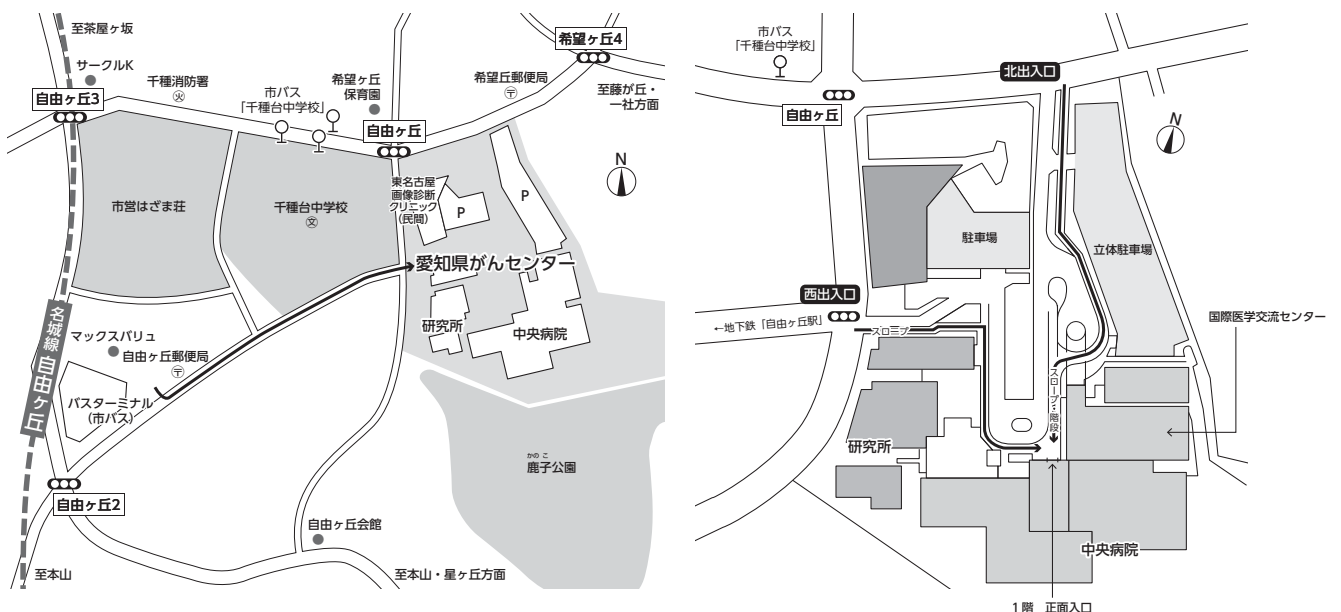 至茶屋ヶ坂
サークルK
千種消防署
火
自由ヶ丘3
市バス
「千種台中学校」
希望ヶ丘
保育園
希望ヶ丘4
希望丘郵便局
〒
至藤が丘・
一社方面
自由ヶ丘
N
東名古屋
画像診断
クリニック
（民間）
P
P
市営はざま荘
千種台中学校
文
愛知県がんセンター
研究所
中央病院
名城線 自由ヶ丘
マックスバリュ
自由ヶ丘郵便局
〒
バスターミナル
（市バス）
かのこ
鹿子公園
自由ヶ丘2
自由ヶ丘会館
至本山
至本山・星ヶ丘方面
市バス
「千種台中学校」
北出入口
自由ヶ丘
N
駐車場
立体駐車場
西出入口
←地下鉄「自由ヶ丘駅」
スロープ
国際医学交流センター
スロープ・階段
研究所
中央病院
1階　正面入口